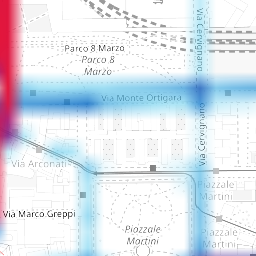 Via Cervignano
Parco 8 Marzo
Parco 8
Marzo
Via Monte Ortigara
Via Cervignano
Via Arconati
Piazzale
Martini
Via Marco Greppi
Piazzale
Martini
Piazzale
Martini